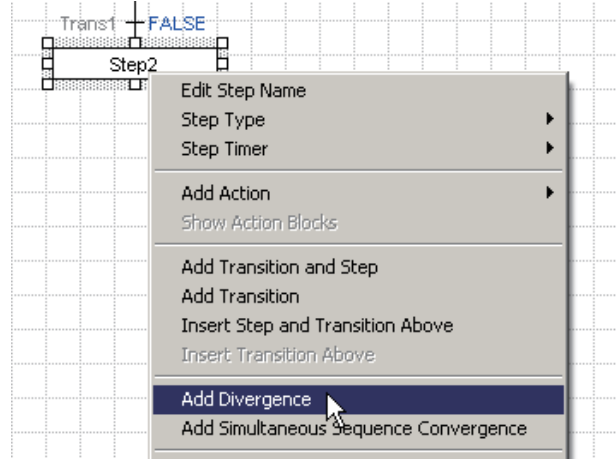 Trans1 FALSE
Step2
Edit Step Name
Step Type
Step Timer
Add Action
Show Action Blocks
Add Transition and Step
Add Transition
Insert Step and Transition Above
Insert Transition Above
Add Divergence
Add Simultaneous Sequence Convergence